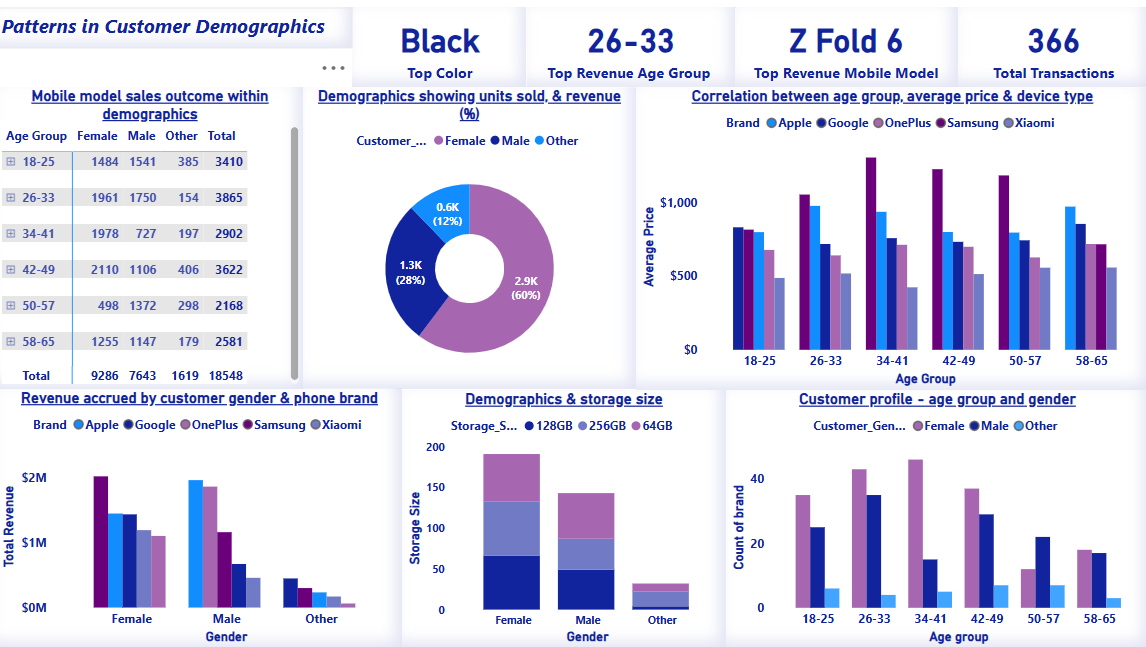 Patterns in Customer Demographics
Black
Top Color
26-33
Top Revenue Age Group
Z Fold 6
Top Revenue Mobile Model
366
Total Transactions
Mobile model sales outcome within
demographics
Age Group Female Male Other Total
18-25 1484 1541 385 3410
26-33 1961 1750 154 3865
34-41 1978 727 197 2902
42-49 2110 1106 406 3622
50-57 498 1372 298 2168
58-65 1255 1147 179 2581
Total 9286 7643 1619 18548
Demographics showing units sold, & revenue
(%)
Customer_... Female Male Other
0.6K
(12%)
1.3K
(28%)
2.9K
(60%)
Correlation between age group, average price & device type
Brand Apple Google OnePlus Samsung Xiaomi
Average Price
$1,000
$500
$0
18-25 26-33 34-41 42-49 50-57 58-65
Age Group
Revenue accrued by customer gender & phone brand
Brand Apple Google OnePlus Samsung Xiaomi
Total Revenue
$2M
$1M
$0M
Female Male Other
Gender
Demographics & storage size
Storage_S... 128GB 256GB 64GB
Storage Size
200
150
100
50
0
Female Male Other
Gender
Customer profile - age group and gender
Customer_Gen... Female Male Other
Count of brand
40
20
0
18-25 26-33 34-41 42-49 50-57 58-65
Age group